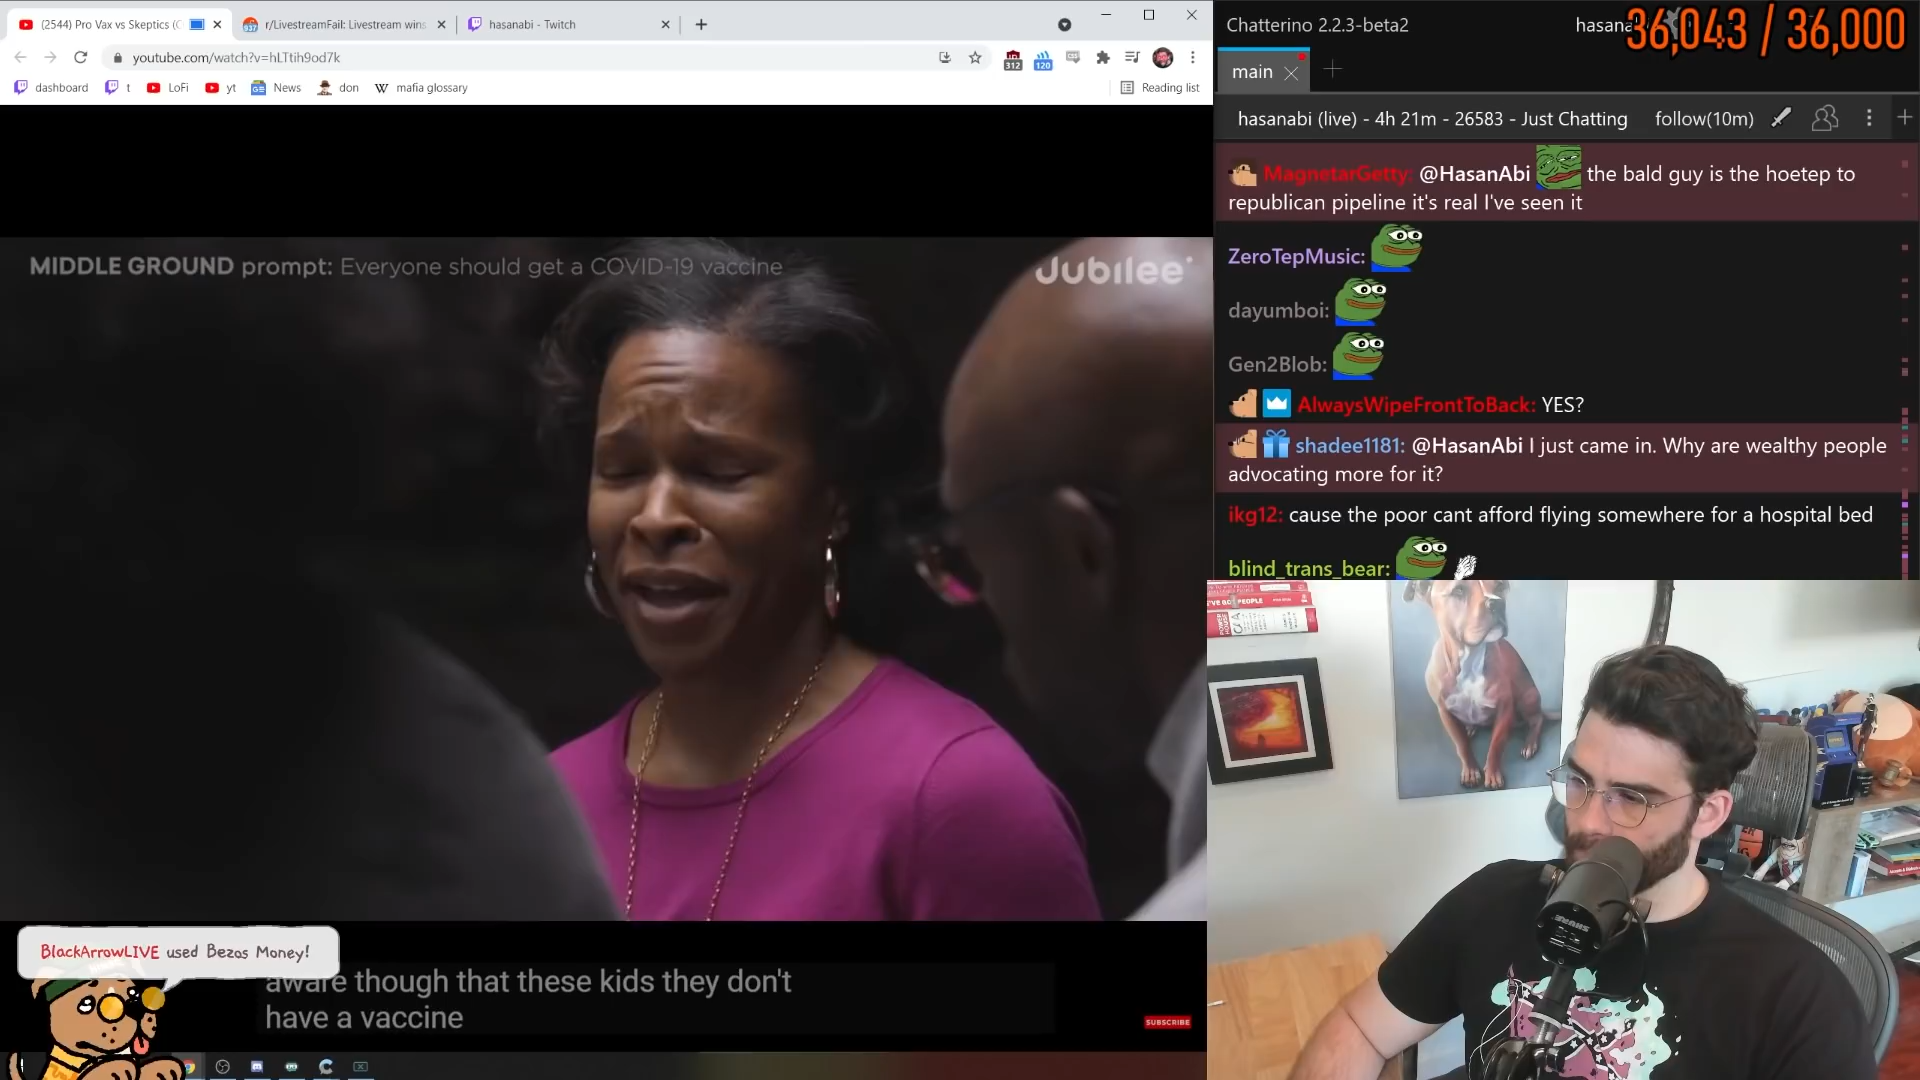 (2544) Pro Vax vs Skeptics (C
r/LivestreamFail: Livestream wins
hasanabi - Twitch
youtube.com/watch?v=hLTtih9od7k
312
120
dashboard
t
LoFi
yt
News
don
mafia glossary
Reading list
MIDDLE GROUND prompt: Everyone should get a COVID-19 vaccine
Jubilee
aware though that these kids they don't
have a vaccine
SUBSCRIBE
BlackArrowLIVE used Bezos Money!
Chatterino 2.2.3-beta2
hasana
36,043 / 36,000
main
hasanabi (live) - 4h 21m - 26583 - Just Chatting
follow(10m)
MagnetarGetty: @HasanAbi the bald guy is the hoetep to
republican pipeline it's real I've seen it
ZeroTepMusic:
dayumboi:
Gen2Blob:
AlwaysWipeFrontToBack: YES?
shadee1181: @HasanAbi I just came in. Why are wealthy people
advocating more for it?
ikg12: cause the poor cant afford flying somewhere for a hospital bed
blind_trans_bear:
SHURE